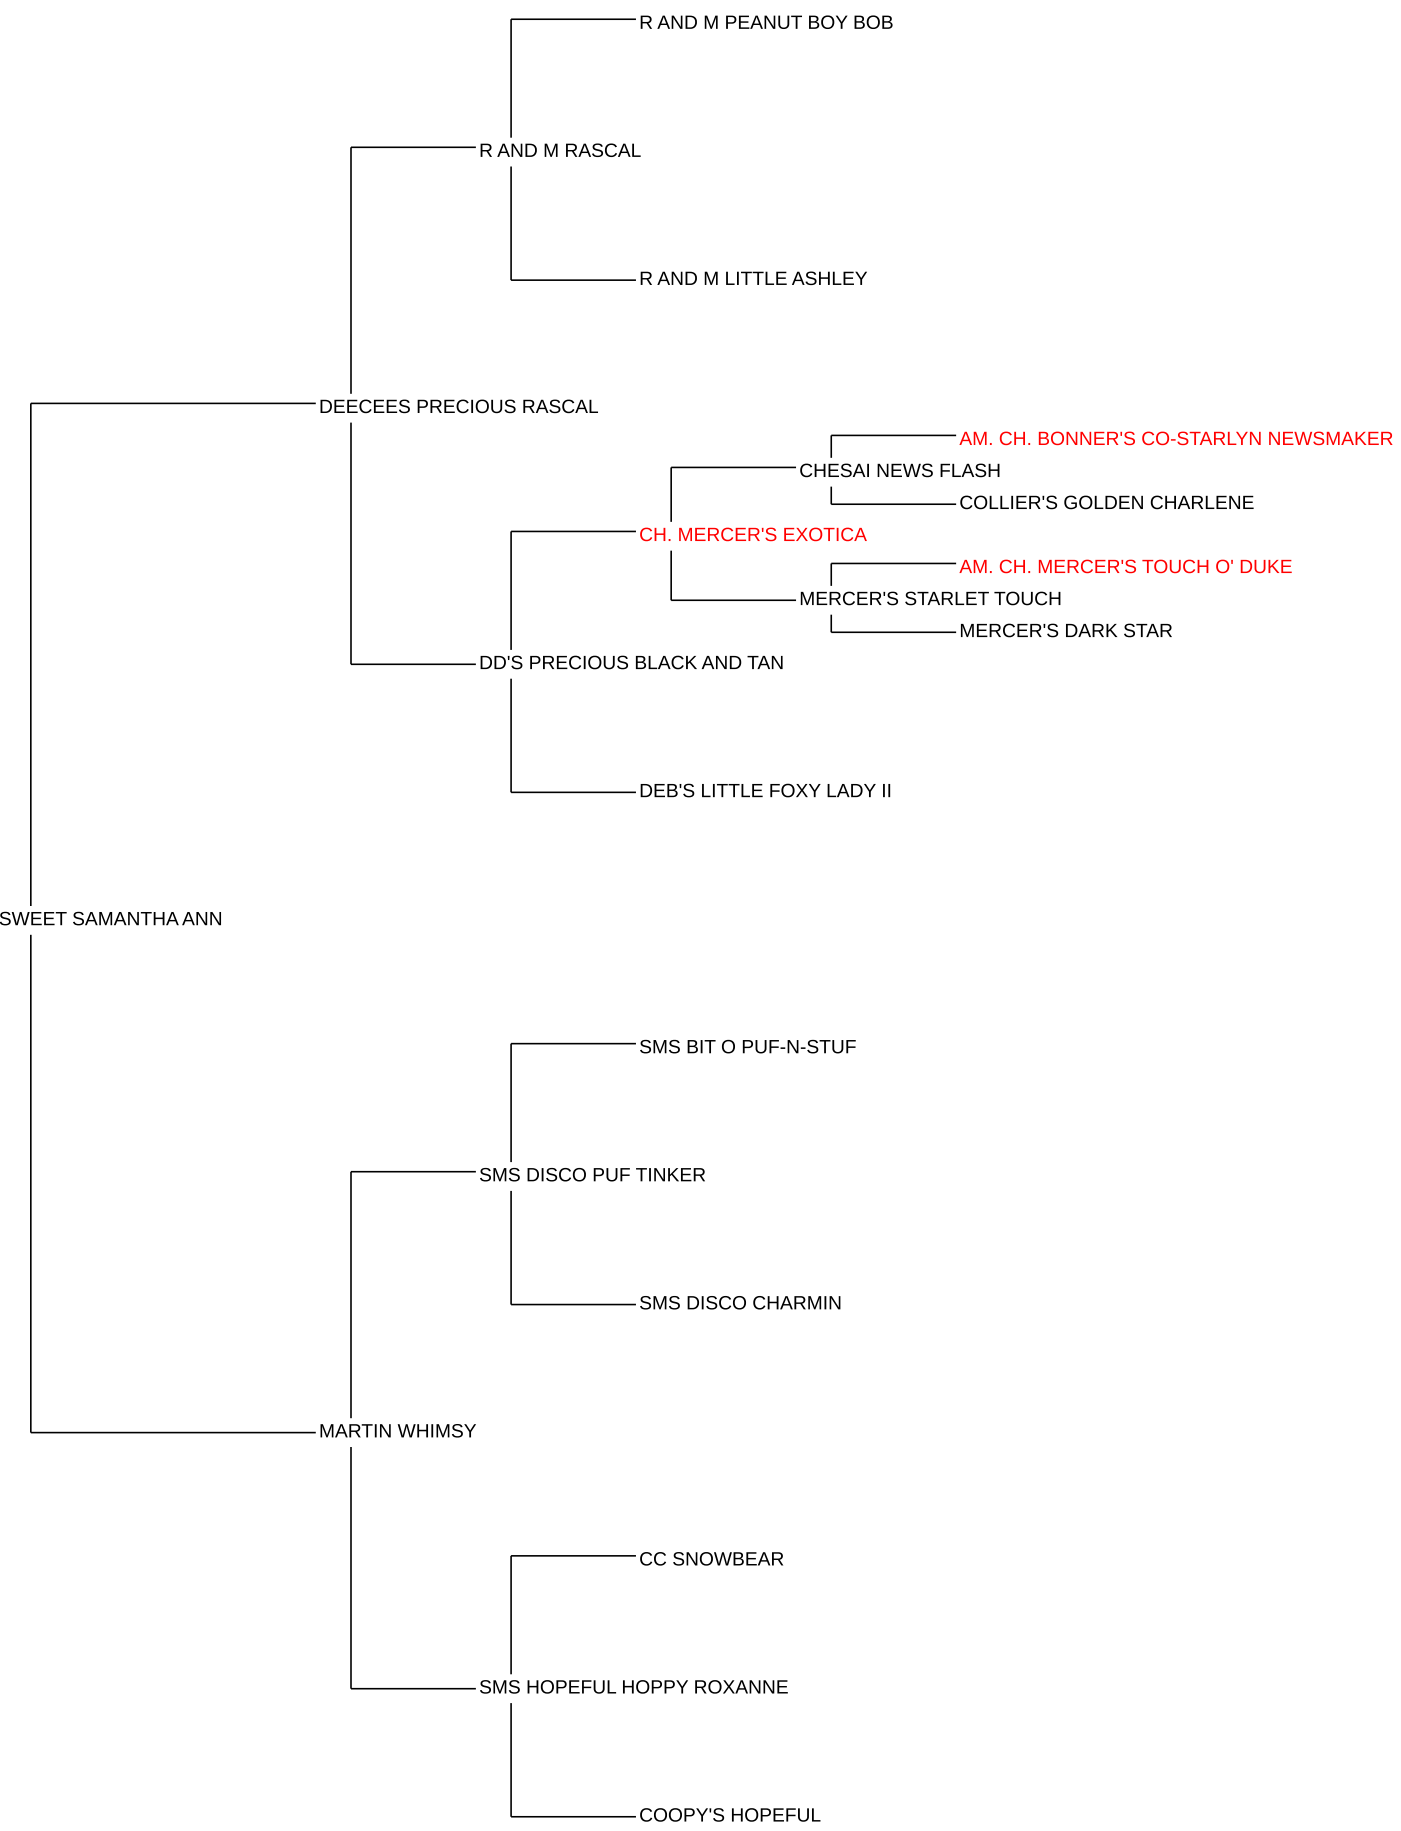 R AND M PEANUT BOY BOB
R AND M RASCAL
R AND M LITTLE ASHLEY
DEECEES PRECIOUS RASCAL
AM. CH. BONNER'S CO-STARLYN NEWSMAKER
CHESAI NEWS FLASH
COLLIER'S GOLDEN CHARLENE
CH. MERCER'S EXOTICA
AM. CH. MERCER'S TOUCH O' DUKE
MERCER'S STARLET TOUCH
MERCER'S DARK STAR
DD'S PRECIOUS BLACK AND TAN
DEB'S LITTLE FOXY LADY II
SWEET SAMANTHA ANN
SMS BIT O PUF-N-STUF
SMS DISCO PUF TINKER
SMS DISCO CHARMIN
MARTIN WHIMSY
CC SNOWBEAR
SMS HOPEFUL HOPPY ROXANNE
COOPY'S HOPEFUL